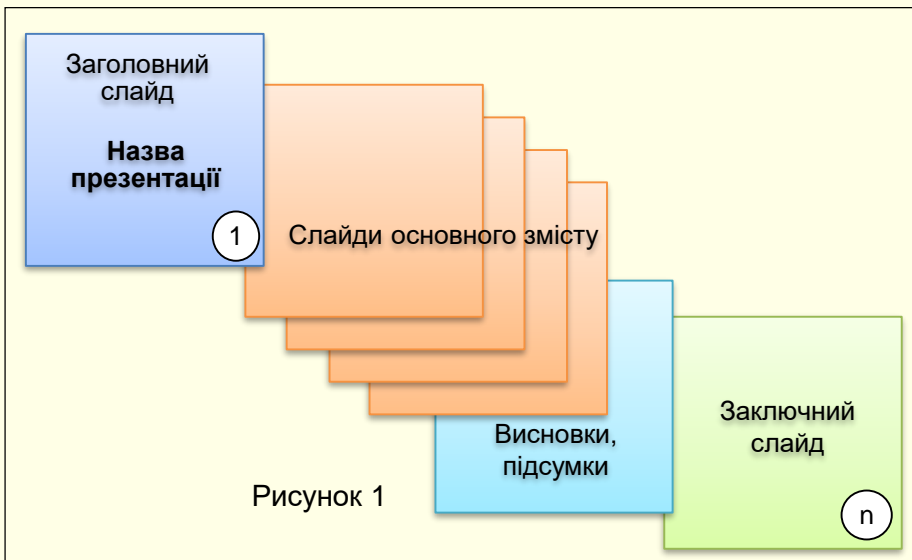 Заголовний
слайд
Назва
презентації
1
Слайди основного змісту
Висновки,
підсумки
Заключний
слайд
n
Рисунок 1